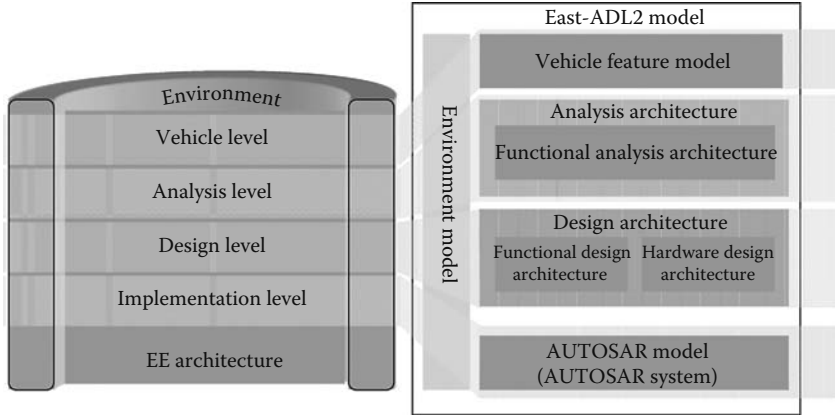 Environment
Vehicle level
Analysis level
Design level
Implementation level
EE architecture
East-ADL2 model
Environment model
Vehicle feature model
Analysis architecture
Functional analysis architecture
Design architecture
Functional design
architecture
Hardware design
architecture
AUTOSAR model
(AUTOSAR system)